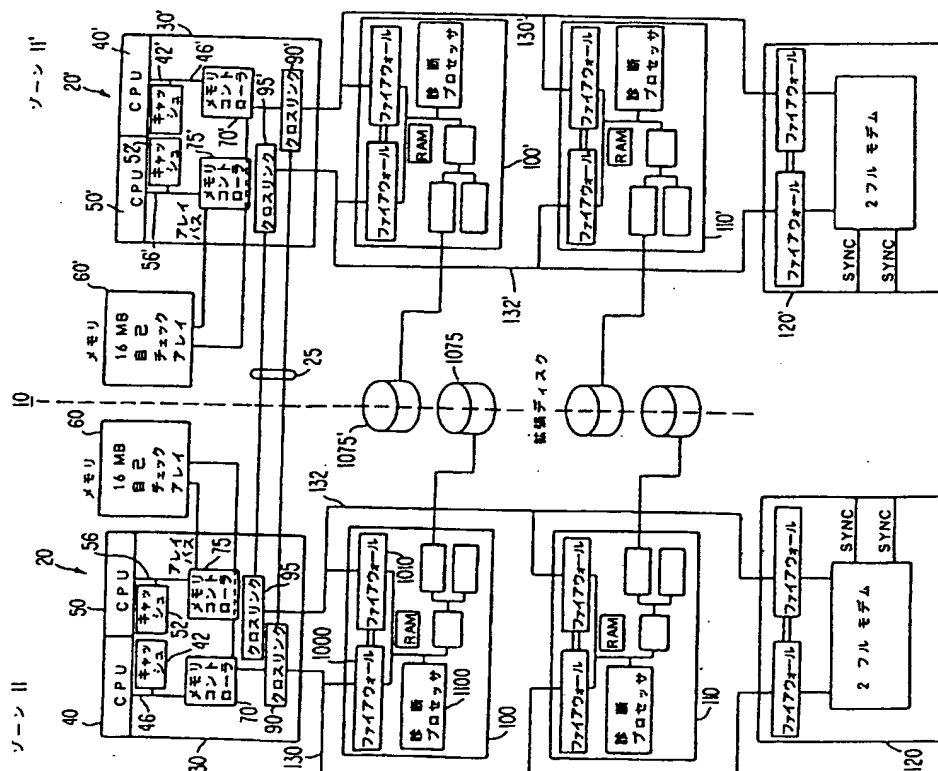 ゾーン 11
20
40
50
56
CPU
CPU
キャッシュ
キャッシュ
42
52
46
メモリコントローラ
メモリコントローラ
75
70
アレイバス
クロスリンク
95
クロスリンク
90
30
メモリ
60
16 MB
自己
チェック
アレイ
10
メモリ
60'
16 MB
自己
チェック
アレイ
25
ゾーン 11'
20'
50'
40'
CPU
CPU
キャッシュ
キャッシュ
52'
42'
46'
56'
メモリコントローラ
メモリコントローラ
75'
70'
アレイバス
クロスリンク
95'
クロスリンク
90'
30'
130
132
1000
1010
ファイアウォール
ファイアウォール
RAM
診断プロセッサ
1100
100
1075'
1075
130'
132'
ファイアウォール
ファイアウォール
RAM
診断プロセッサ
100'
ファイアウォール
ファイアウォール
RAM
診断プロセッサ
110
拡張ディスク
ファイアウォール
ファイアウォール
RAM
診断プロセッサ
110'
ファイアウォール
ファイアウォール
2 フル モデム
SYNC
SYNC
120
120'
ファイアウォール
ファイアウォール
2 フル モデム
SYNC
SYNC